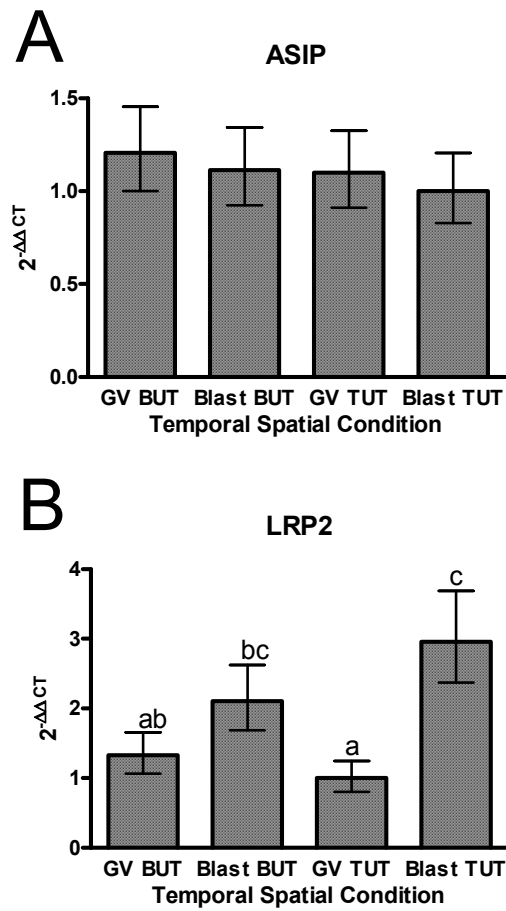 A
ASIP
1.5
1.0
0.5
0.0
2^-ΔΔCT
GV BUT Blast BUT GV TUT Blast TUT
Temporal Spatial Condition
B
LRP2
4
3
2
1
0
2^-ΔΔCT
ab bc a c
GV BUT Blast BUT GV TUT Blast TUT
Temporal Spatial Condition